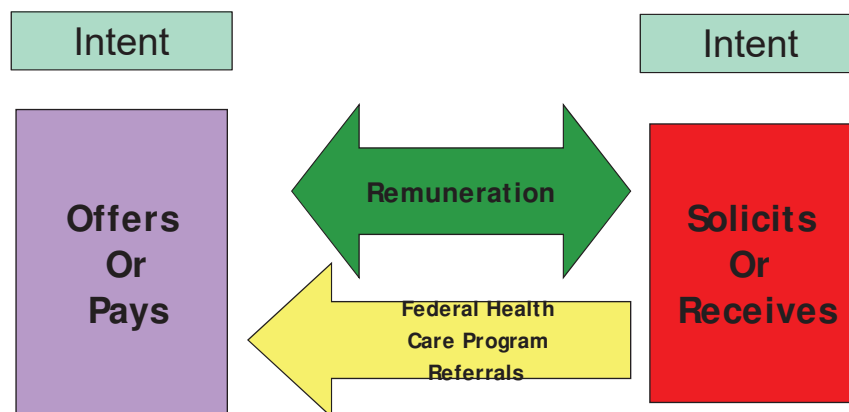 Intent
Intent
Offers
Or
Pays
Remuneration
Federal Health
Care Program
Referrals
Solicits
Or
Receives